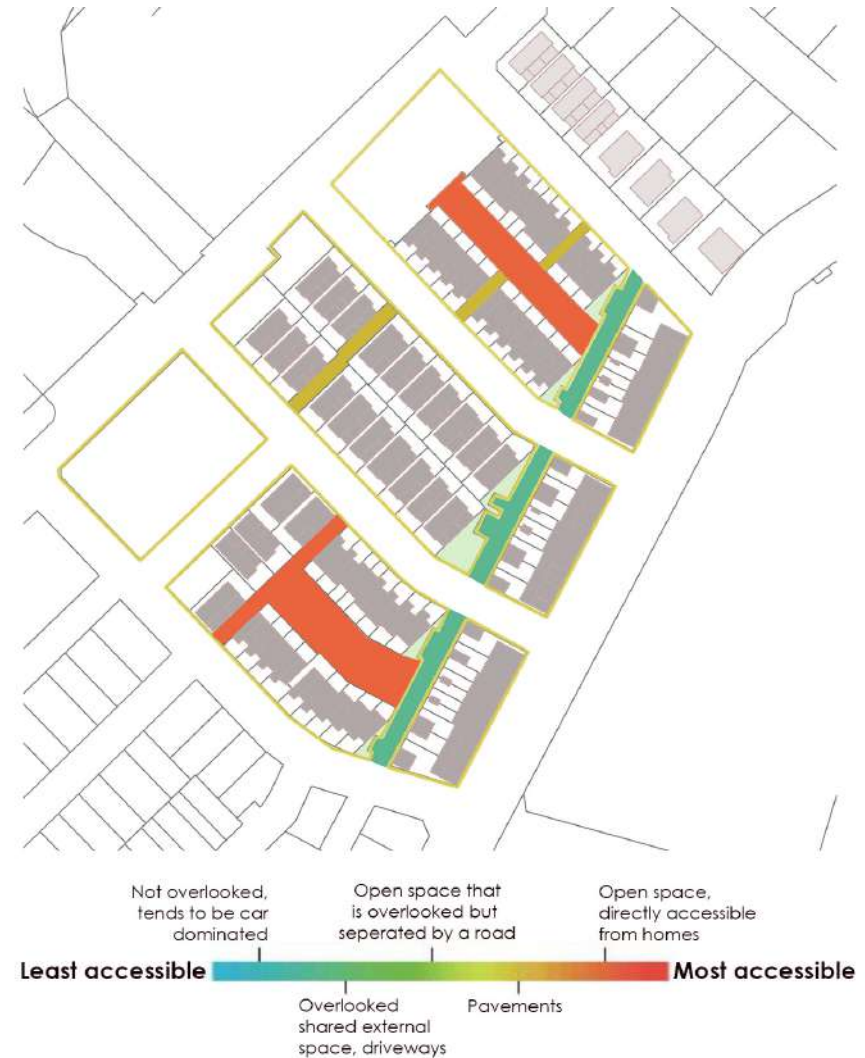 Not overlooked,
tends to be car
dominated
Open space that
is overlooked but
seperated by a road
Open space,
directly accessible
from homes
Least accessible
Most accessible
Overlooked
shared external
space, driveways
Pavements